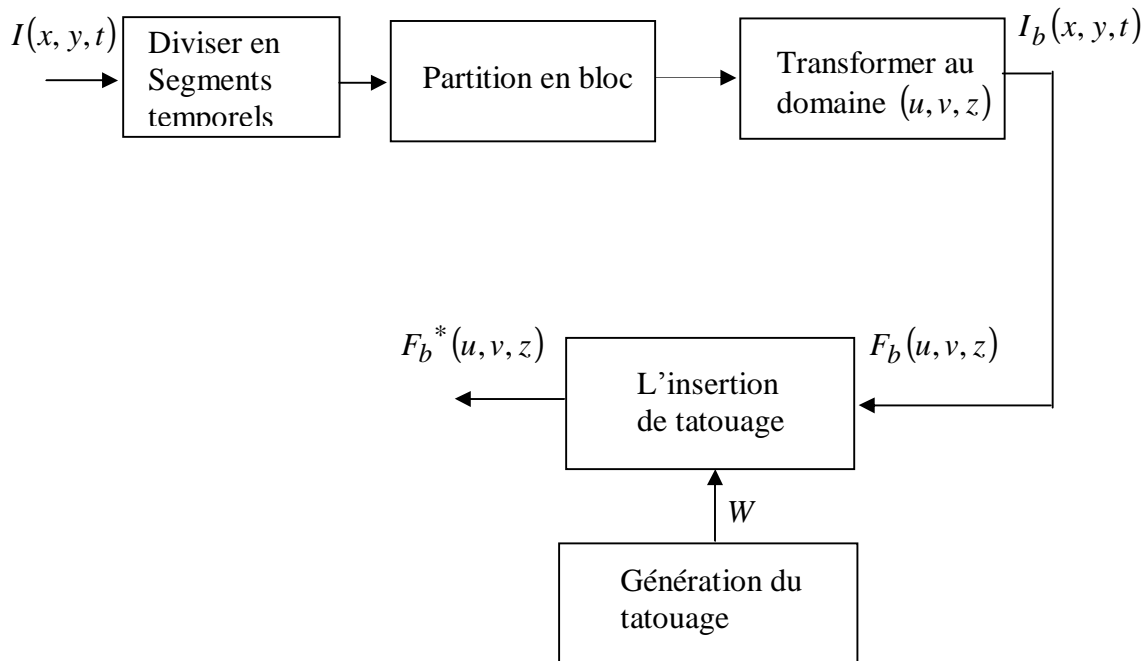 I(x, y, t)
Diviser en
Segments
temporels
Partition en bloc
Transformer au
domaine (u, v, z)
I_b(x, y, t)
F_b*(u, v, z)
L’insertion
de tatouage
F_b(u, v, z)
W
Génération du
tatouage